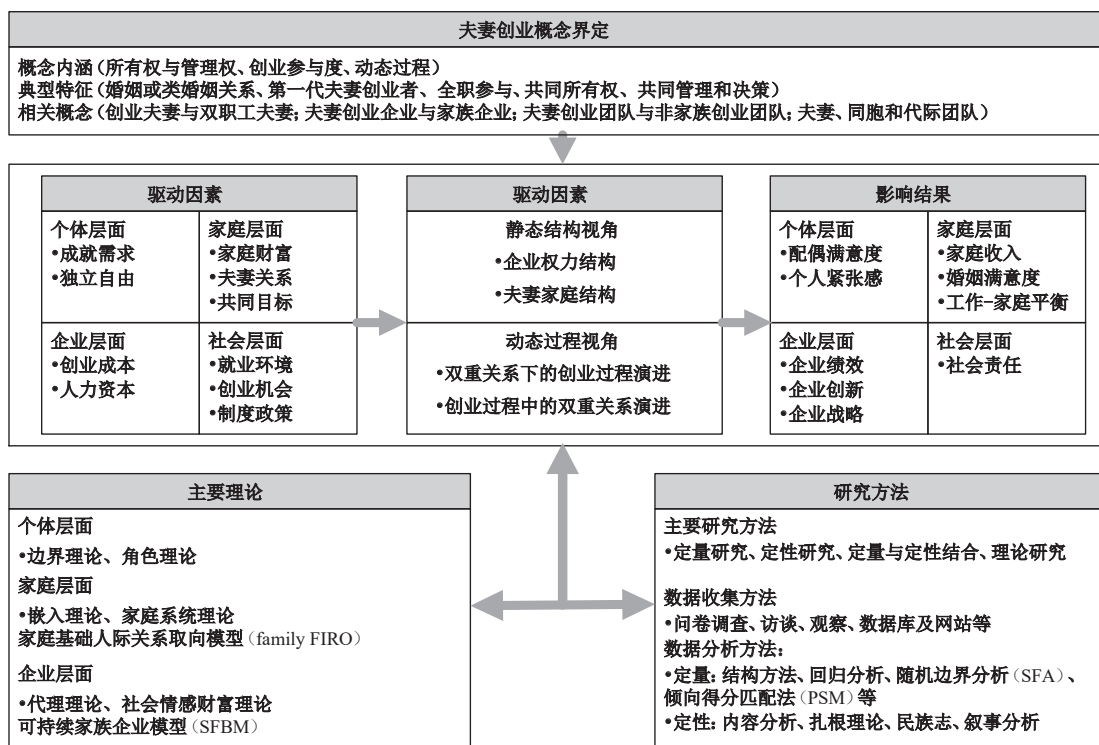 夫妻创业概念界定
概念内涵(所有权与管理权、创业参与度、动态过程)
典型特征(婚姻或类婚姻关系、第一代夫妻创业者、全职参与、共同所有权、共同管理和决策)
相关概念(创业夫妻与双职工夫妻;夫妻创业企业与家族企业;夫妻创业团队与非家族创业团队;夫妻、同胞和代际团队)
驱动因素
个体层面
•成就需求
•独立自由
家庭层面
•家庭财富
•夫妻关系
•共同目标
企业层面
•创业成本
•人力资本
社会层面
•就业环境
•创业机会
•制度政策
驱动因素
静态结构视角
•企业权力结构
•夫妻家庭结构
动态过程视角
•双重关系下的创业过程演进
•创业过程中的双重关系演进
影响结果
个体层面
•配偶满意度
•个人紧张感
家庭层面
•家庭收入
•婚姻满意度
•工作-家庭平衡
企业层面
•企业绩效
•企业创新
•企业战略
社会层面
•社会责任
主要理论
个体层面
•边界理论、角色理论
家庭层面
•嵌入理论、家庭系统理论
家庭基础人际关系取向模型(family FIRO)
企业层面
•代理理论、社会情感财富理论
可持续家族企业模型(SFBM)
研究方法
主要研究方法
•定量研究、定性研究、定量与定性结合、理论研究
数据收集方法
•问卷调查、访谈、观察、数据库及网站等
数据分析方法:
•定量:结构方法、回归分析、随机边界分析(SFA)、
倾向得分匹配法(PSM)等
•定性:内容分析、扎根理论、民族志、叙事分析